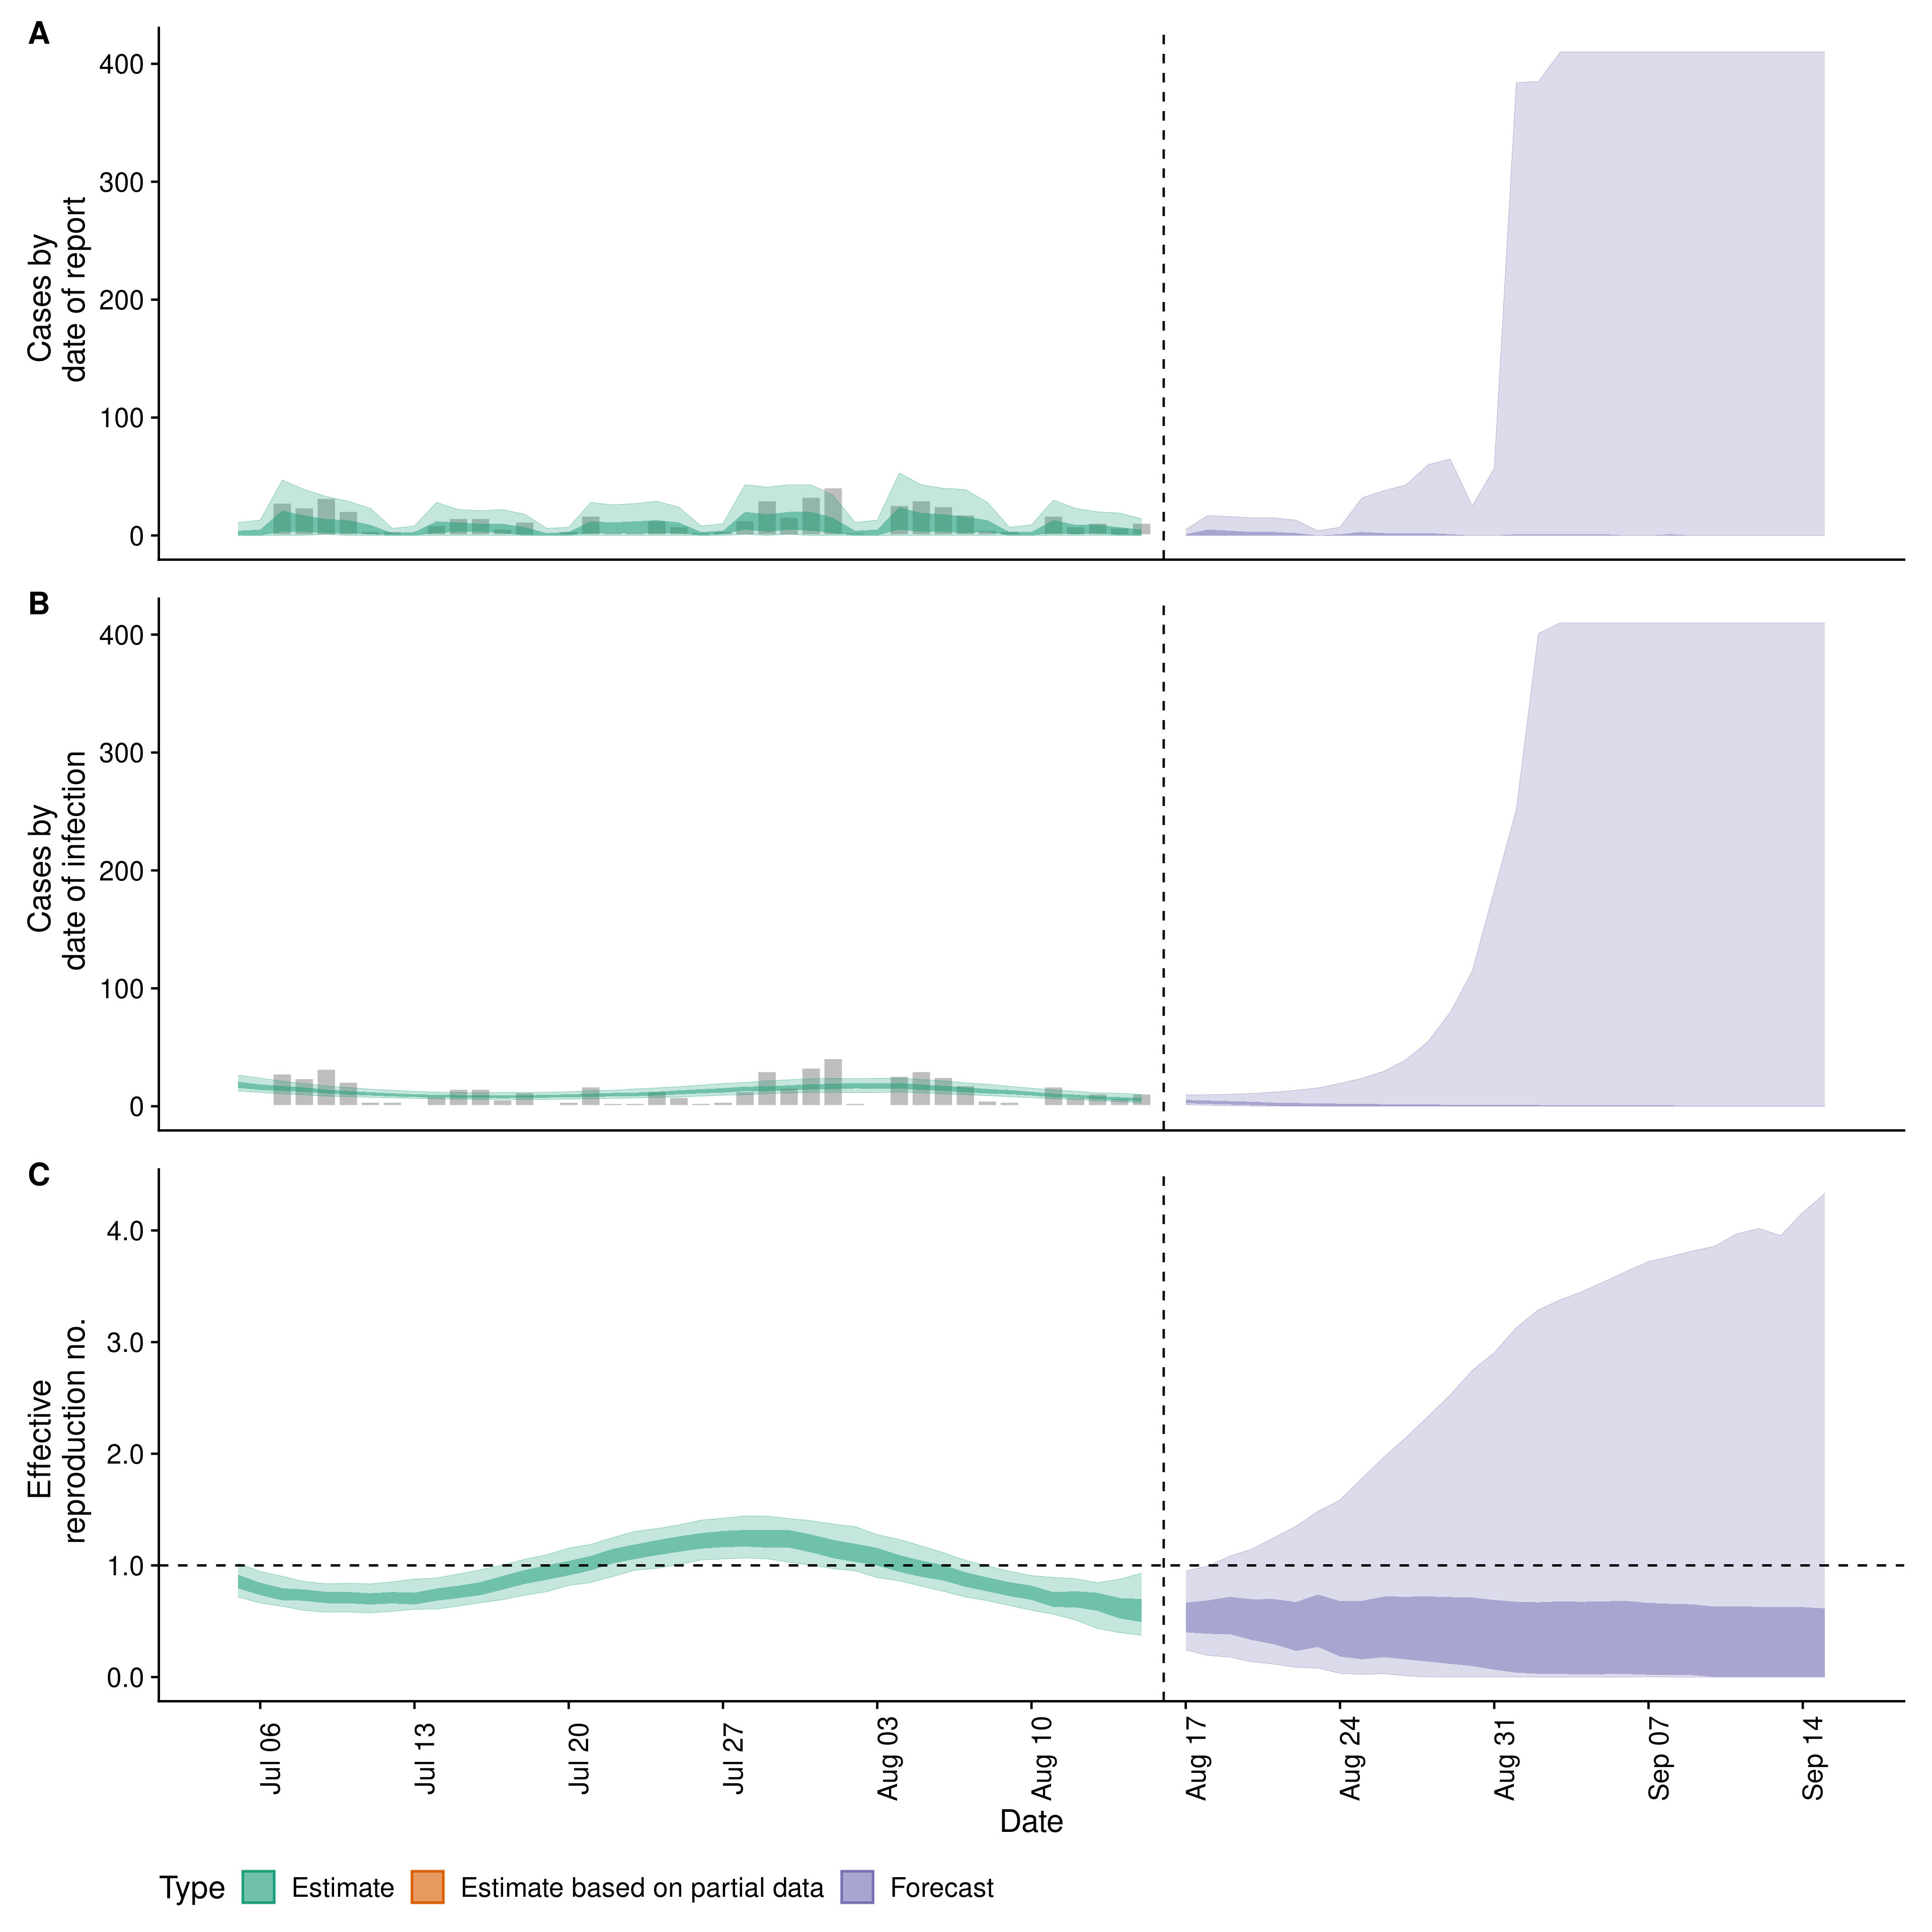 A
400
300
200
100
0
Cases by
date of report
B
400
300
200
100
0
Cases by
date of infection
C
4.0
3.0
2.0
1.0
0.0
Effective
reproduction no.
Jul 06
Jul 13
Jul 20
Jul 27
Aug 03
Aug 10
Aug 17
Aug 24
Aug 31
Sep 07
Sep 14
Date
Type Estimate Estimate based on partial data Forecast